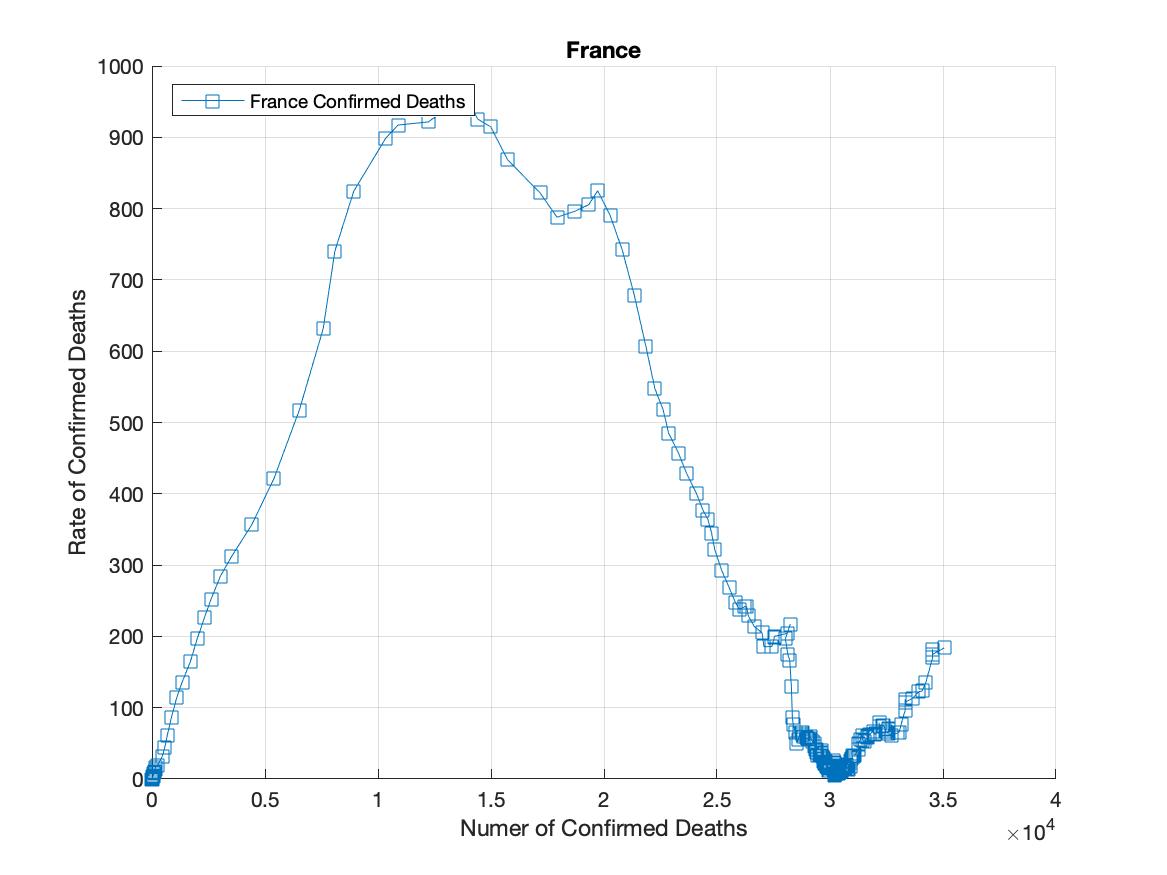 France
1000
900
800
700
600
500
400
300
200
100
0
France Confirmed Deaths
Rate of Confirmed Deaths
0 0.5 1 1.5 2 2.5 3 3.5 4
Numer of Confirmed Deaths
×10^4